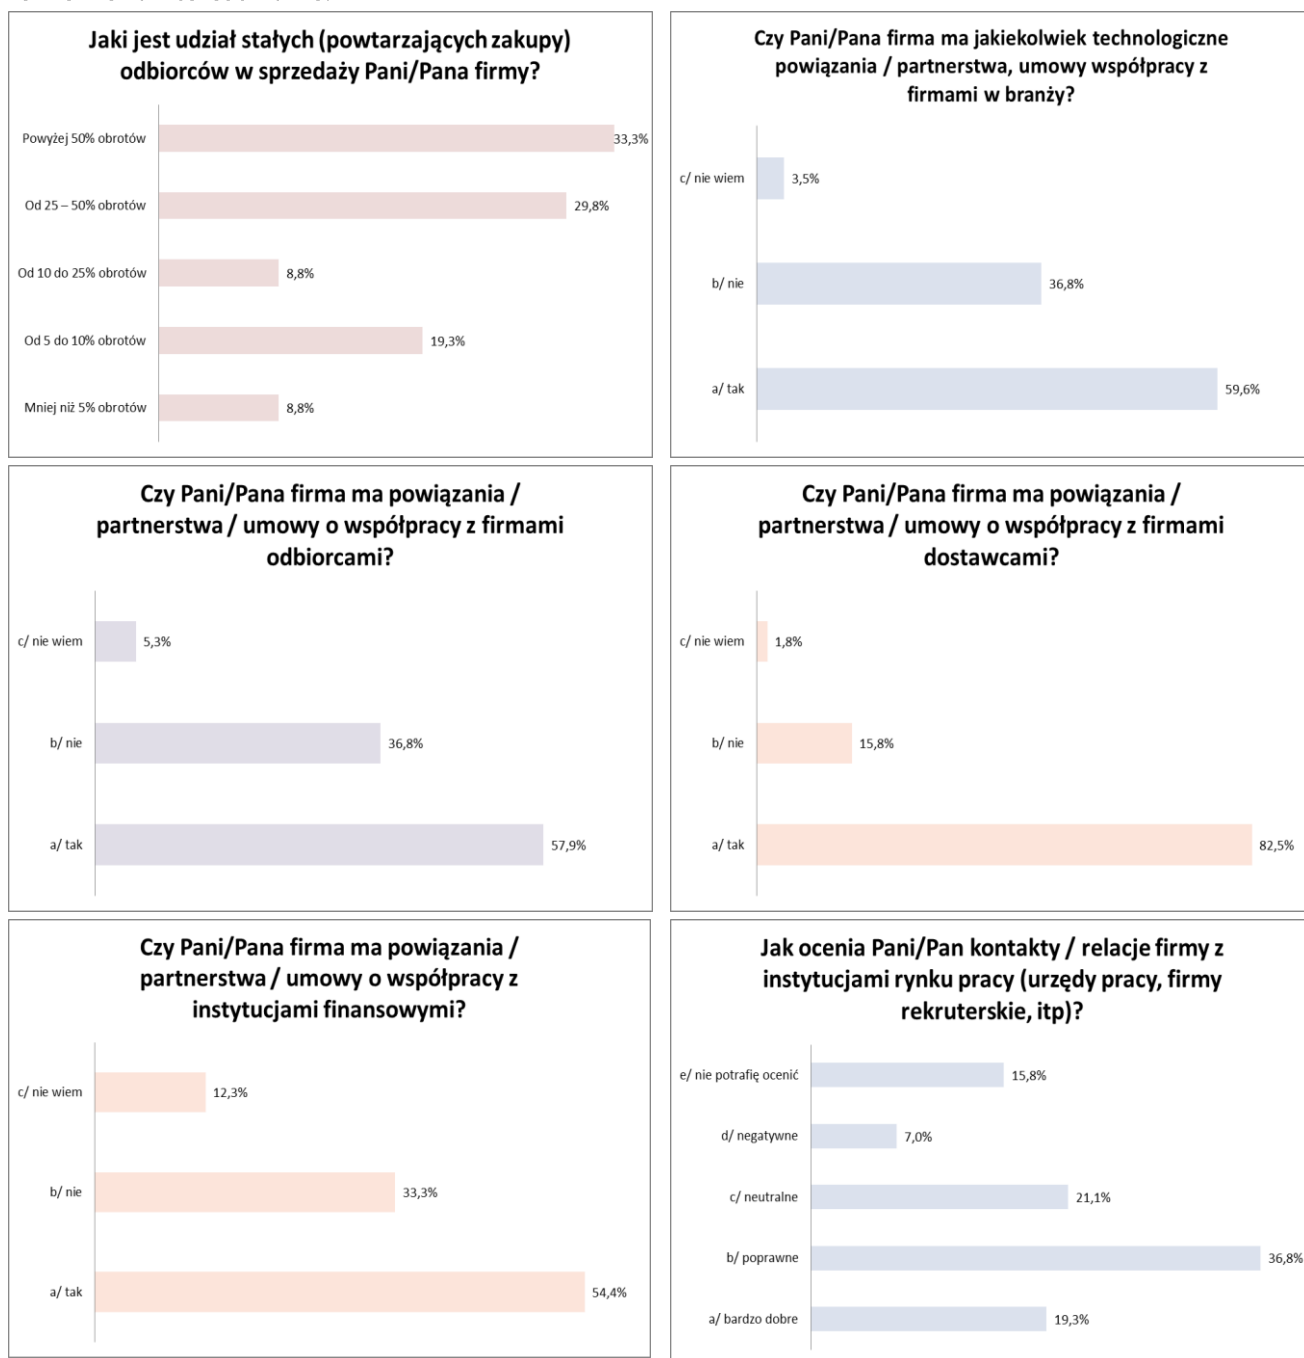 Jaki jest udział stałych (powtarzających zakupy)
odbiorców w sprzedaży Pani/Pana firmy?
Powyżej 50% obrotów
33,3%
Od 25 – 50% obrotów
29,8%
Od 10 do 25% obrotów
8,8%
Od 5 do 10% obrotów
19,3%
Mniej niż 5% obrotów
8,8%
Czy Pani/Pana firma ma jakiekolwiek technologiczne
powiązania / partnerstwa, umowy współpracy z
firmami w branży?
c/ nie wiem
3,5%
b/ nie
36,8%
a/ tak
59,6%
Czy Pani/Pana firma ma powiązania /
partnerstwa / umowy o współpracy z firmami
odbiorcami?
c/ nie wiem
5,3%
b/ nie
36,8%
a/ tak
57,9%
Czy Pani/Pana firma ma powiązania /
partnerstwa / umowy o współpracy z firmami
dostawcami?
c/ nie wiem
1,8%
b/ nie
15,8%
a/ tak
82,5%
Czy Pani/Pana firma ma powiązania /
partnerstwa / umowy o współpracy z
instytucjami finansowymi?
c/ nie wiem
12,3%
b/ nie
33,3%
a/ tak
54,4%
Jak ocenia Pani/Pan kontakty / relacje firmy z
instytucjami rynku pracy (urzędy pracy, firmy
rekruterskie, itp)?
e/ nie potrafię ocenić
15,8%
d/ negatywne
7,0%
c/ neutralne
21,1%
b/ poprawne
36,8%
a/ bardzo dobre
19,3%